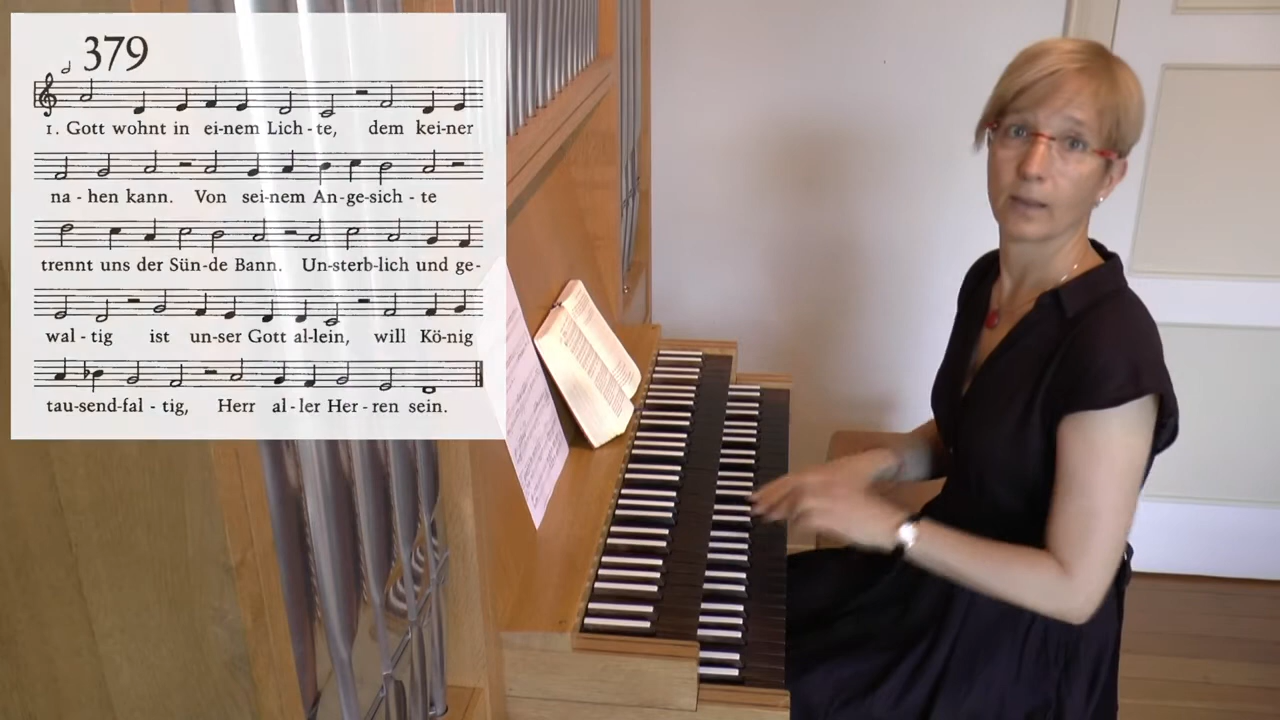 379
1. Gott wohnt in ei-nem Lich-te, dem kei-ner
na-hen kann. Von sei-nem An-ge-sich-te
trennt uns der Sün-de Bann. Un-sterb-lich und ge-
wal-tig ist un-ser Gott al-lein, will Kö-nig
tau-send-fal-tig, Herr al-ler Her-ren sein.